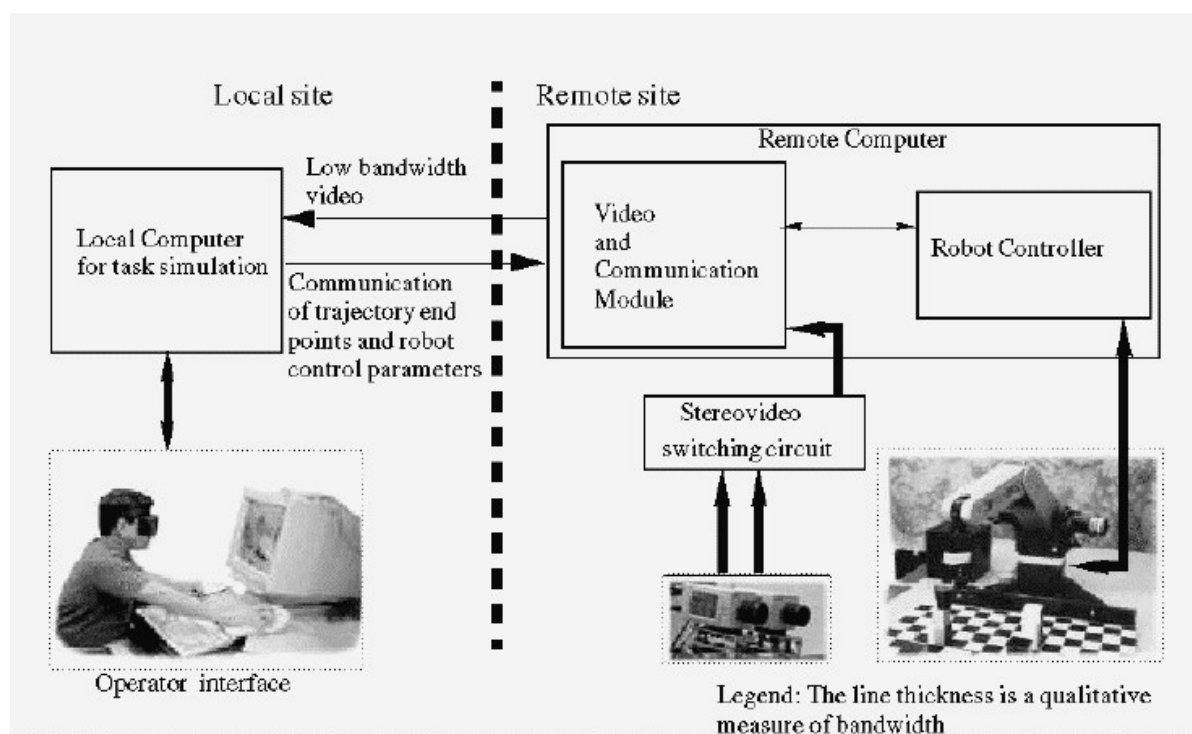 Local site
Remote site
Remote Computer
Low bandwidth
video
Local Computer
for task simulation
Communication
of trajectory end
points and robot
control parameters
Video
and
Communication
Module
Robot Controller
Stereovideo
switching circuit
Operator interface
Legend: The line thickness is a qualitative
measure of bandwidth